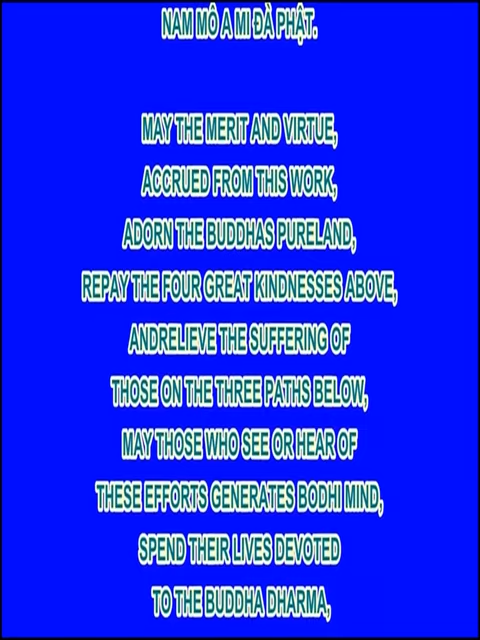 NAM MÔ A MI ĐÀ PHẬT.
MAY THE MERIT AND VIRTUE,
ACCRUED FROM THIS WORK,
ADORN THE BUDDHAS PURELAND,
REPAY THE FOUR GREAT KINDNESSES ABOVE,
ANDRELIEVE THE SUFFERING OF
THOSE ON THE THREE PATHS BELOW,
MAY THOSE WHO SEE OR HEAR OF
THESE EFFORTS GENERATES BODHI MIND,
SPEND THEIR LIVES DEVOTED
TO THE BUDDHA DHARMA,